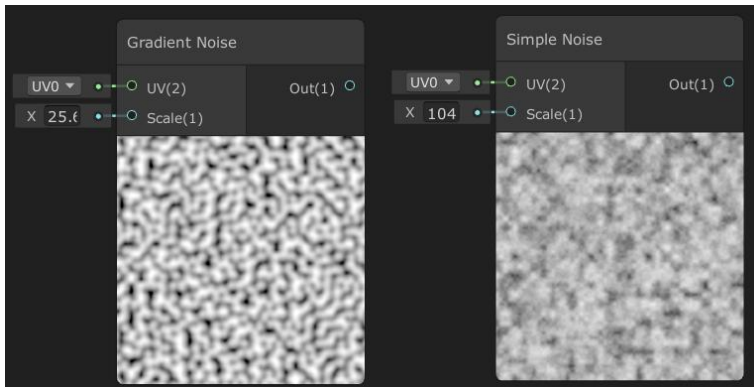 Gradient Noise
UV0
UV(2)
Out(1)
X
Scale(1)
Simple Noise
UV0
UV(2)
Out(1)
X 104
Scale(1)